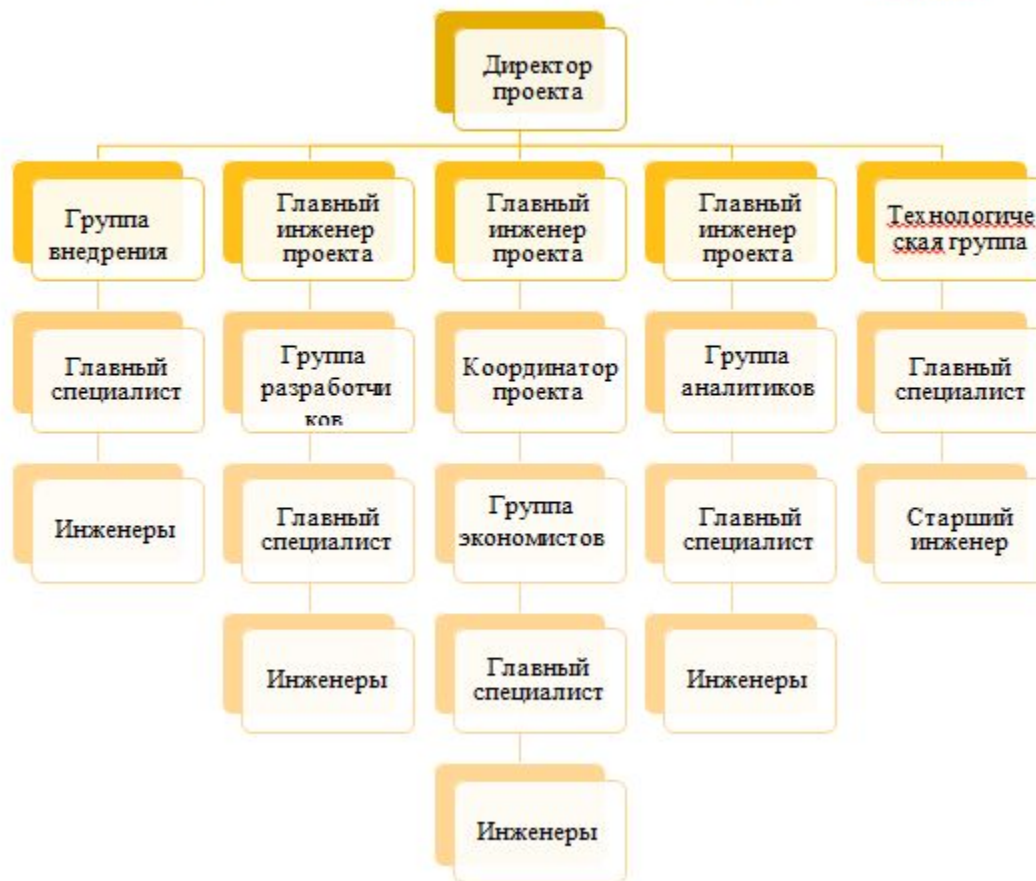 Директор
проекта
Группа
внедрения
Главный
инженер
проекта
Главный
инженер
проекта
Главный
инженер
проекта
Технологиче
ская группа
Главный
специалист
Группа
разработчи
ков
Координатор
проекта
Группа
аналитиков
Главный
специалист
Инженеры
Главный
специалист
Группа
экономистов
Главный
специалист
Старший
инженер
Инженеры
Главный
специалист
Инженеры
Инженеры